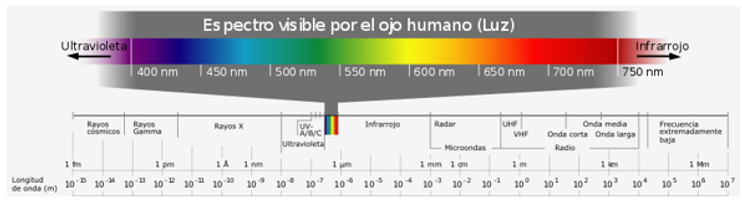 Es pectro visible por el ojo humano (Luz)
Ultravioleta
Infrarrojo
400 nm 450 nm 500 nm 550 nm 600 nm 650 nm 700 nm 750 nm
Rayos cósmicos
Rayos Gamma
Rayos X
UV-A/B/C
Ultravioleta
Infrarrojo
Radar
UHF
VHF
Onda media
Onda corta Onda larga
Frecuencia extremadamente baja
Microondas
Radio
1 fm 1 pm 1 Å 1 nm 1 µm 1 mm 1 cm 1 m 1 km 1 Mm
Longitud de onda (m)
10⁻¹⁵ 10⁻¹⁴ 10⁻¹³ 10⁻¹² 10⁻¹¹ 10⁻¹⁰ 10⁻⁹ 10⁻⁸ 10⁻⁷ 10⁻⁶ 10⁻⁵ 10⁻⁴ 10⁻³ 10⁻² 10⁻¹ 10⁰ 10¹ 10² 10³ 10⁴ 10⁵ 10⁶ 10⁷